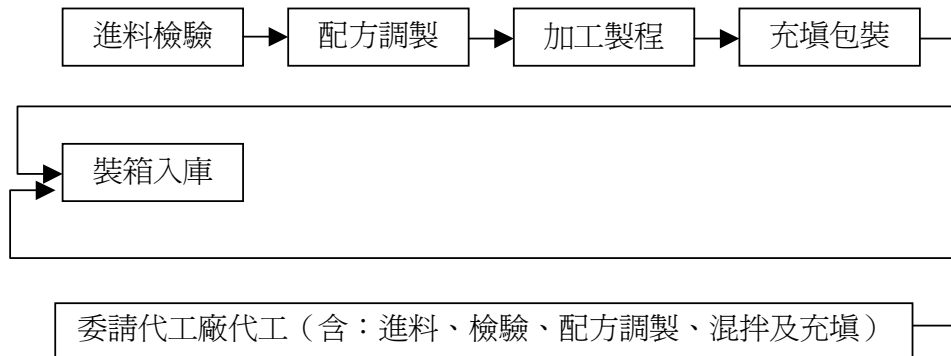 進料檢驗
配方調製
加工製程
充填包裝
裝箱入庫
委請代工廠代工（含：進料、檢驗、配方調製、混拌及充填）